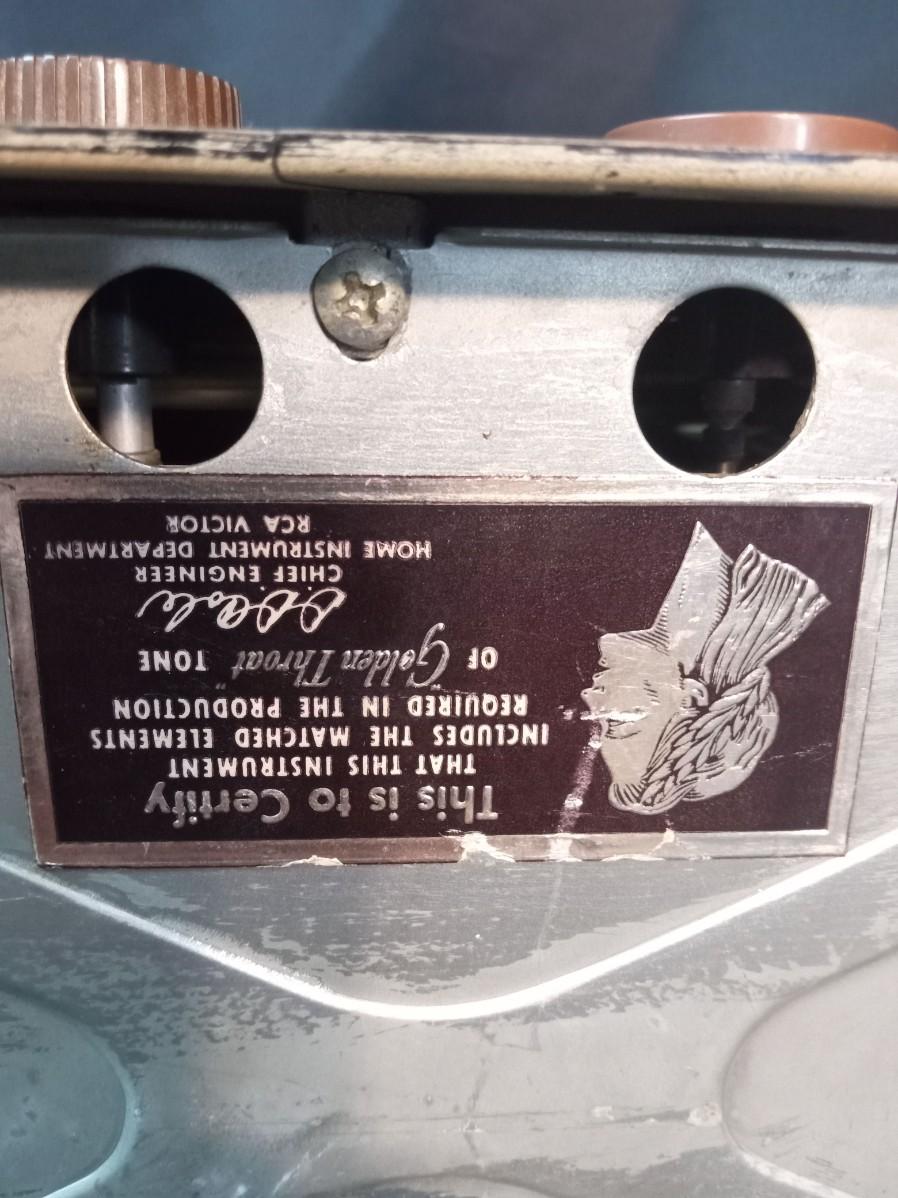 This is to Certify
THAT THIS INSTRUMENT
INCLUDES THE MATCHED ELEMENTS
REQUIRED IN THE PRODUCTION
OF "Golden Throat" TONE
CHIEF ENGINEER
HOME INSTRUMENT DEPARTMENT
RCA VICTOR